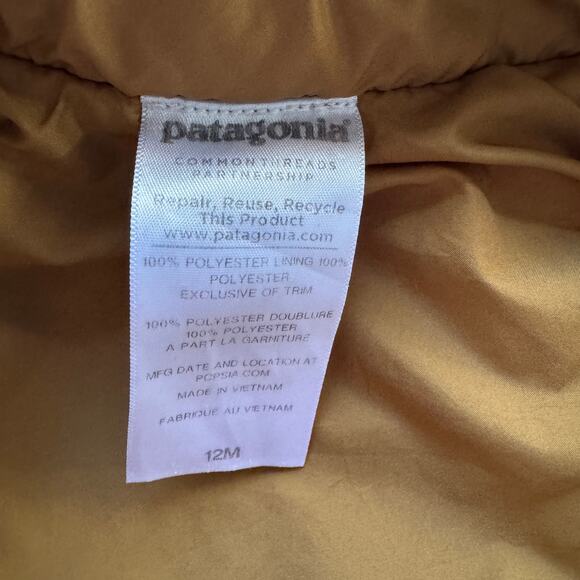 patagonia®
COMMON THREADS
PARTNERSHIP
Repair, Reuse, Recycle
This Product
www.patagonia.com
100% POLYESTER LINING 100%
POLYESTER
EXCLUSIVE OF TRIM
100% POLYESTER DOUBLURE
100% POLYESTER
A PART LA GARNITURE
MFG DATE AND LOCATION AT
PCPSIA.COM
MADE IN VIETNAM
FABRIQUE AU VIETNAM
12M